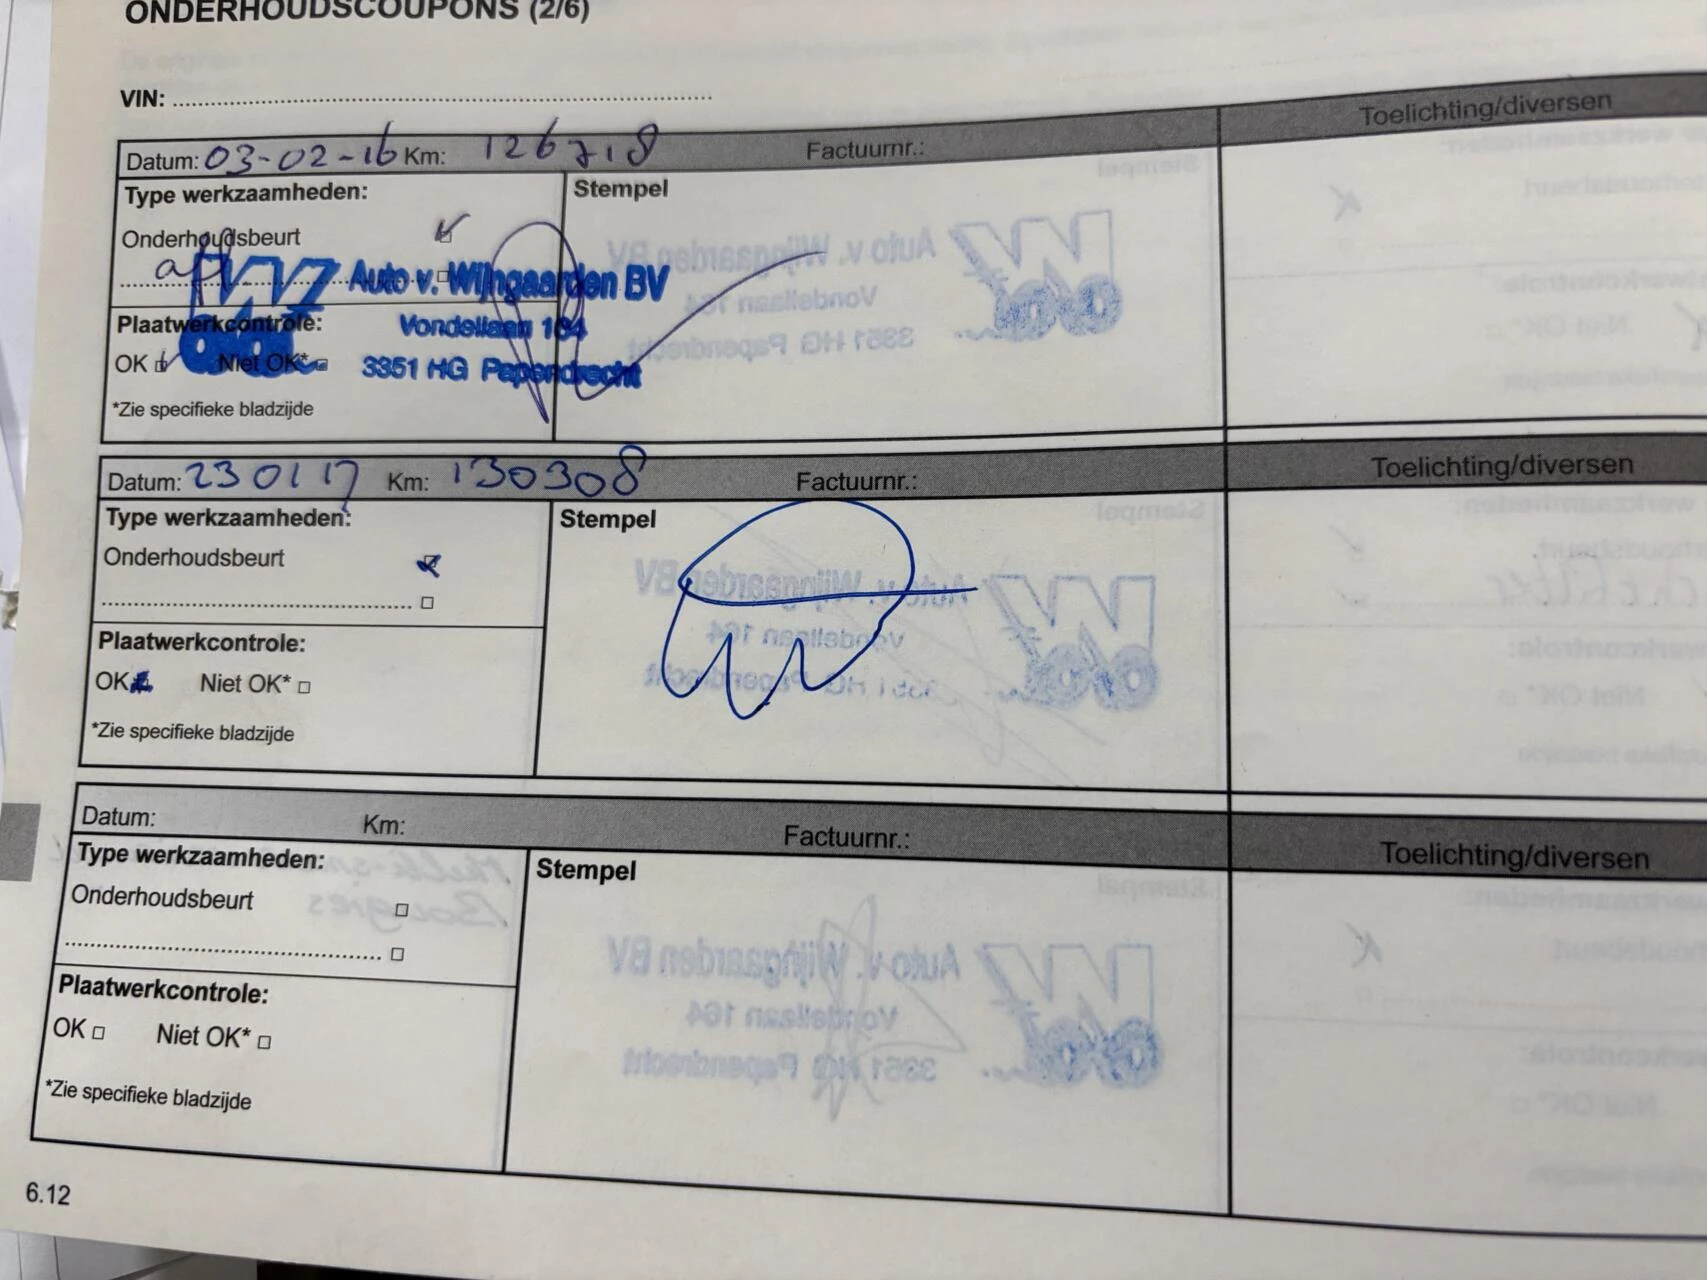 ONDERHOUDSCOUPONS (2/6)
VIN:
Datum: 03-02-16 Km: 126718 Factuurnr.: Toelichting/diversen
Type werkzaamheden:
Stempel
Onderhoudsbeurt
Auto v. Wijngaarden BV
Plaatwerkcontrole:
Vondellaan 164
OK Niet OK*
3351 HG Papendrecht
*Zie specifieke bladzijde
Datum: 230117 Km: 130308 Factuurnr.: Toelichting/diversen
Type werkzaamheden:
Stempel
Onderhoudsbeurt
Plaatwerkcontrole:
OK Niet OK*
*Zie specifieke bladzijde
Datum: Km: Factuurnr.: Toelichting/diversen
Type werkzaamheden:
Stempel
Onderhoudsbeurt
Plaatwerkcontrole:
OK Niet OK*
*Zie specifieke bladzijde
6.12